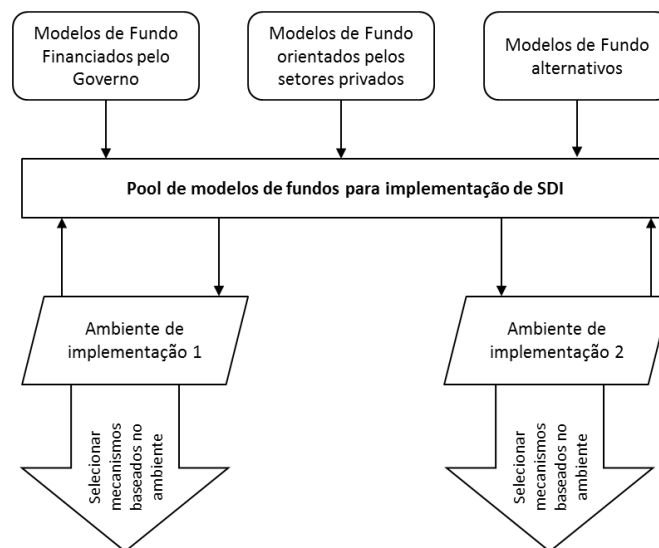 Modelos de Fundo
Financiados pelo
Governo
Modelos de Fundo
orientados pelos
setores privados
Modelos de Fundo
alternativos
Pool de modelos de fundos para implementação de SDI
Ambiente de
implementação 1
Ambiente de
implementação 2
Selecionar
mecanismos
baseados no
ambiente
Selecionar
mecanismos
baseados no
ambiente